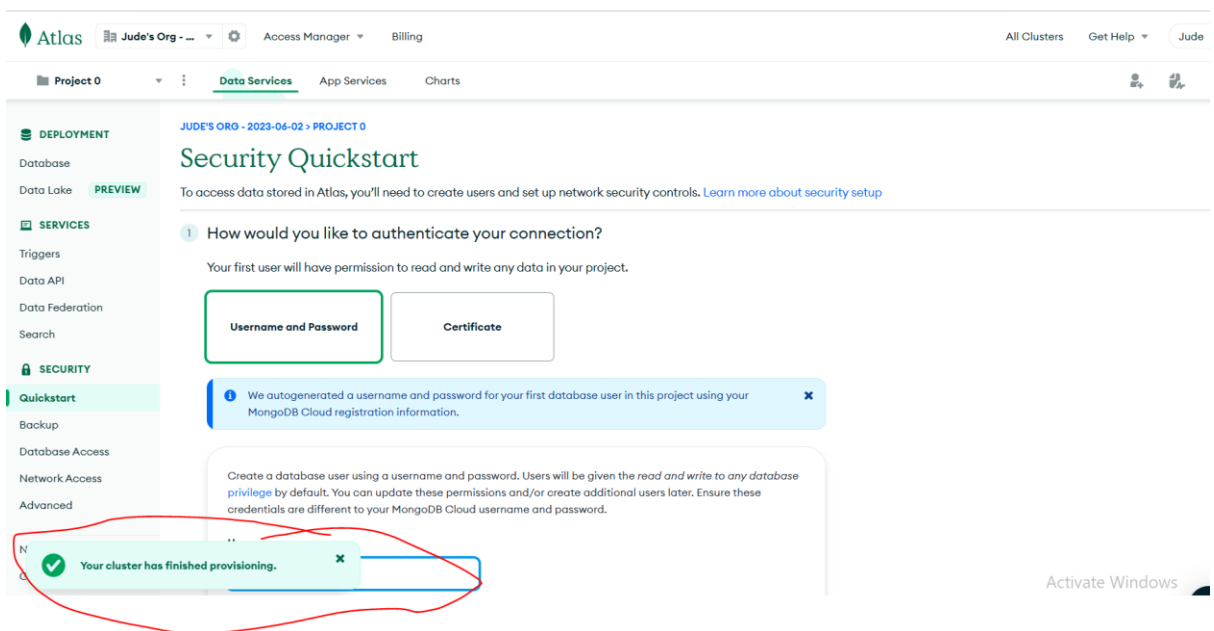 Atlas
Jude's Org - ...
Access Manager
Billing
All Clusters
Get Help
Jude
Project 0
Data Services
App Services
Charts
DEPLOYMENT
Database
Data Lake PREVIEW
SERVICES
Triggers
Data API
Data Federation
Search
SECURITY
Quickstart
Backup
Database Access
Network Access
Advanced
JUDE'S ORG - 2023-06-02 > PROJECT 0
Security Quickstart
To access data stored in Atlas, you'll need to create users and set up network security controls. Learn more about security setup
1 How would you like to authenticate your connection?
Your first user will have permission to read and write any data in your project.
Username and Password
Certificate
We autogenerated a username and password for your first database user in this project using your
MongoDB Cloud registration information.
Create a database user using a username and password. Users will be given the read and write to any database
privilege by default. You can update these permissions and/or create additional users later. Ensure these
credentials are different to your MongoDB Cloud username and password.
Your cluster has finished provisioning.
Activate Windows